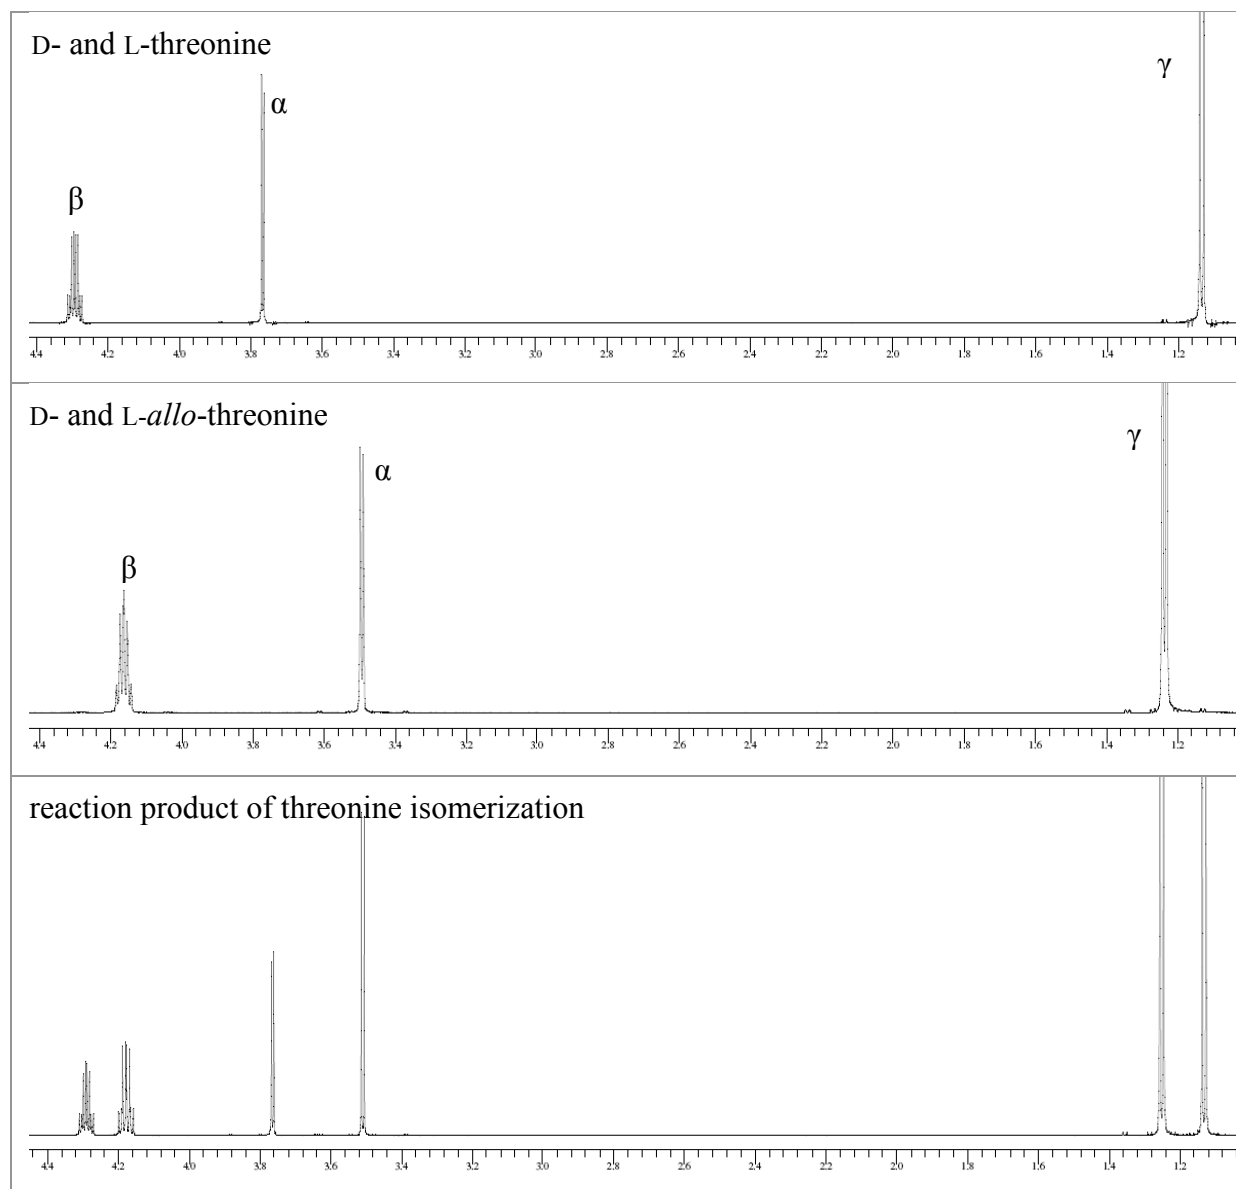 D- and L-threonine
γ
α
β
4.4 4.2 4.0 3.8 3.6 3.4 3.2 3.0 2.8 2.6 2.4 2.2 2.0 1.8 1.6 1.4 1.2
D- and L-allo-threonine
γ
α
β
4.4 4.2 4.0 3.8 3.6 3.4 3.2 3.0 2.8 2.6 2.4 2.2 2.0 1.8 1.6 1.4 1.2
reaction product of threonine isomerization
4.4 4.2 4.0 3.8 3.6 3.4 3.2 3.0 2.8 2.6 2.4 2.2 2.0 1.8 1.6 1.4 1.2